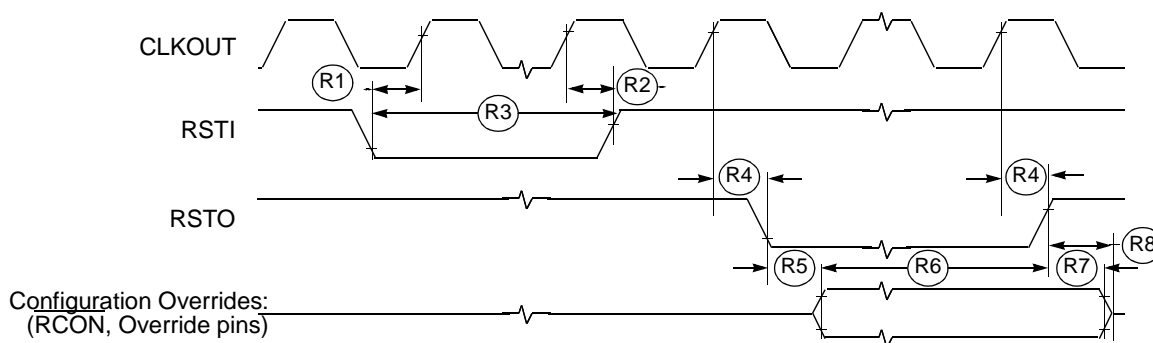 CLKOUT
R1
R2
R3
RSTI
R4
R4
RSTO
R8
R5
R6
R7
Configuration Overrides:
(RCON, Override pins)